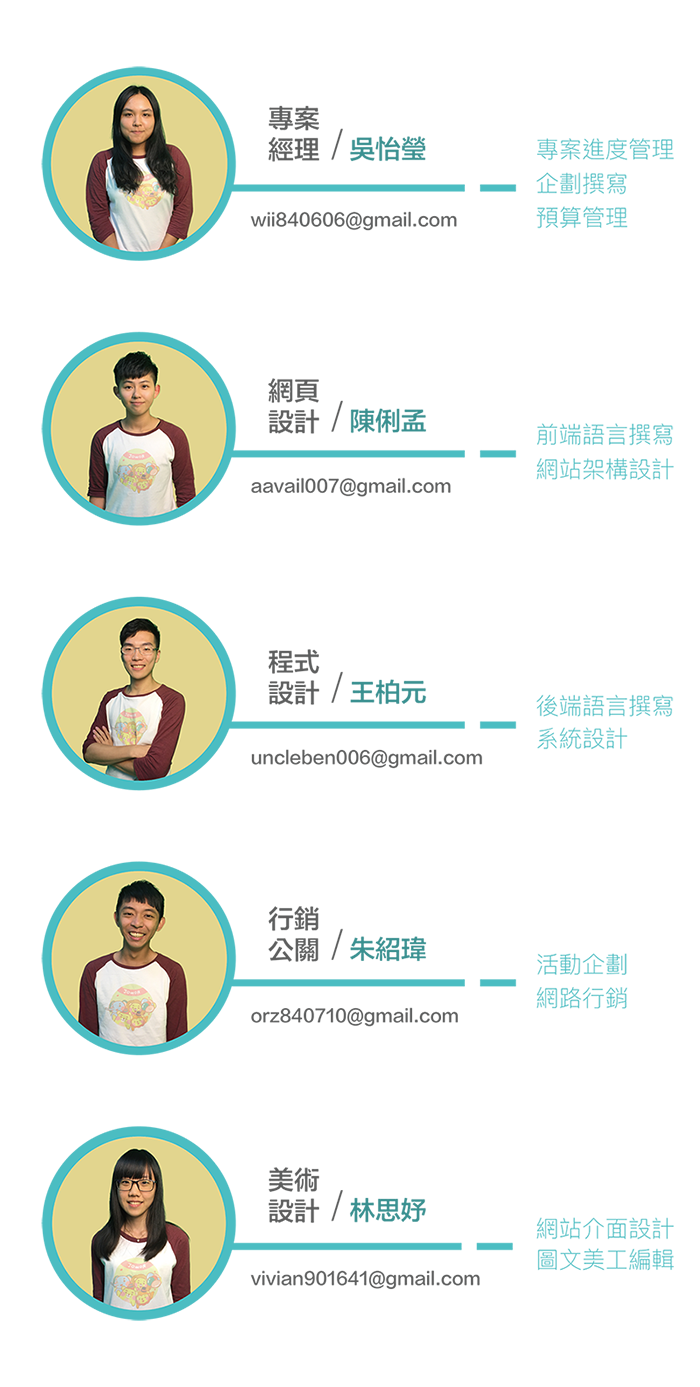 專案
經理 / 吳怡瑩
wii840606@gmail.com
專案進度管理
企劃撰寫
預算管理
網頁
設計 / 陳俐孟
aavail007@gmail.com
前端語言撰寫
網站架構設計
程式
設計 / 王柏元
uncleben006@gmail.com
後端語言撰寫
系統設計
行銷
公關 / 朱紹瑋
orz840710@gmail.com
活動企劃
網路行銷
美術
設計 / 林思妤
vivian901641@gmail.com
網站介面設計
圖文美工編輯